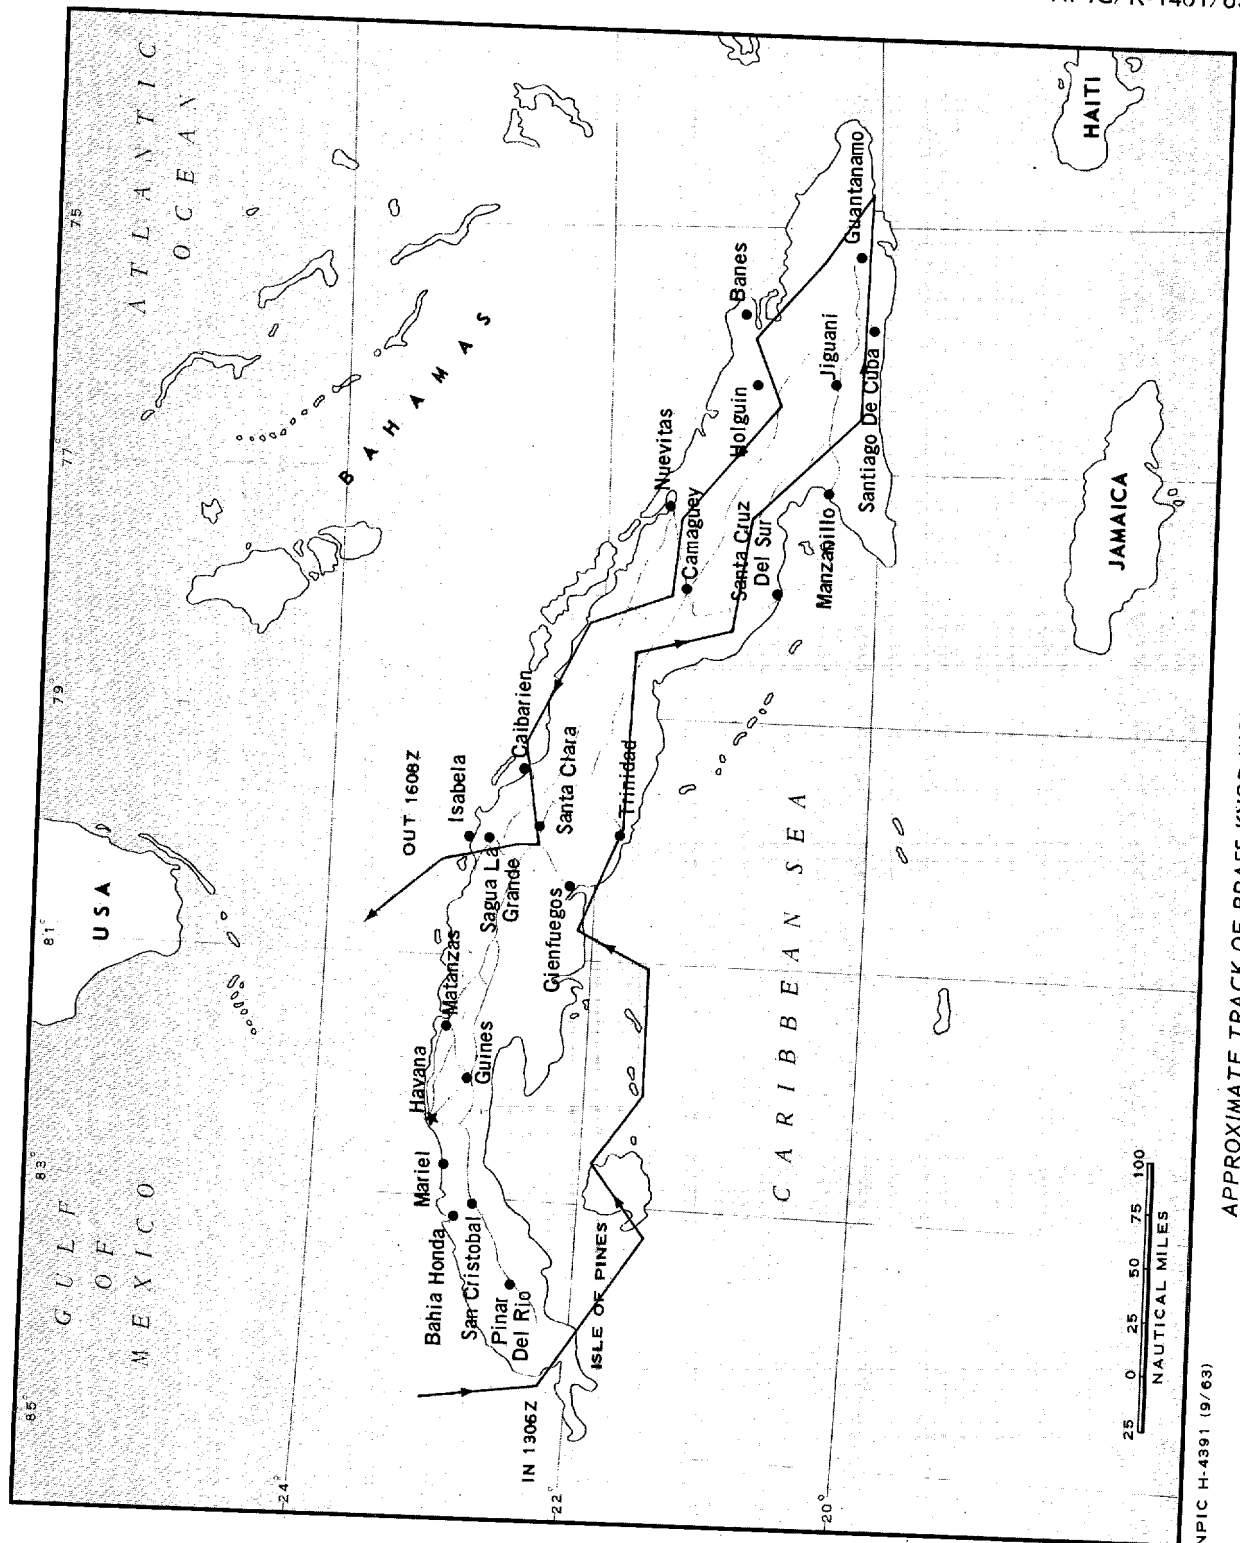 85°
83°
81°
79°
77°
75°
GULF
OF
MEXICO
USA
ATLANTIC
OCEAN
BAHAMAS
24°
22°
20°
OUT 1608Z
IN 1306Z
Havana
Matanzas
Mariel
Guines
Bahia Honda
San Cristobal
Pinar
Del Rio
ISLE OF PINES
Isabela
Sagua La
Grande
Caibarien
Santa Clara
Cienfuegos
Trinidad
Nuevitas
Camaguey
Santa Cruz
Del Sur
Holguin
Banes
Manzanillo
Jiguani
Santiago De Cuba
Guantanamo
CARIBBEAN SEA
JAMAICA
HAITI
25 0 25 50 75 100
NAUTICAL MILES
NPIC H-4391 (9/63)
APPROXIMATE TRACK OF